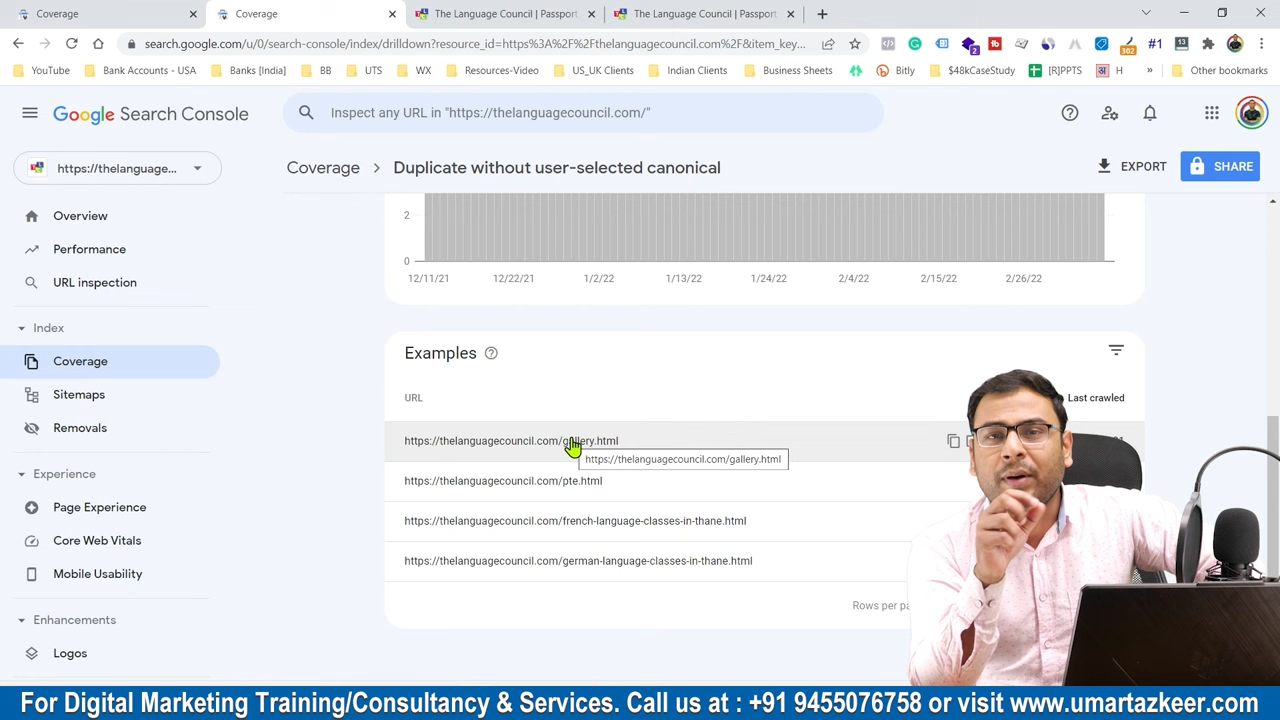 Coverage
Coverage
The Language Council | Passport
The Language Council | Passport
search.google.com/u/0/search-console/index/drilldown?resource_id=https%3A%2F%2Fthelanguagecouncil.com%2F&item_key...
302
#1
13
2
YouTube
Bank Accounts - USA
Banks [India]
BP
UTS
WX
Resources-Video
US_UK Clients
Indian Clients
Business Sheets
Bitly
$48kCaseStudy
[R]PPTS
H
»
Other bookmarks
Google Search Console
Inspect any URL in "https://thelanguagecouncil.com/"
https://thelanguage...
Coverage > Duplicate without user-selected canonical
EXPORT
SHARE
Overview
Performance
URL inspection
Index
Coverage
Sitemaps
Removals
Experience
Page Experience
Core Web Vitals
Mobile Usability
Enhancements
Logos
2
0
12/11/21
12/22/21
1/2/22
1/13/22
1/24/22
2/4/22
2/15/22
2/26/22
Examples
URL
Last crawled
https://thelanguagecouncil.com/gallery.html
https://thelanguagecouncil.com/gallery.html
https://thelanguagecouncil.com/pte.html
https://thelanguagecouncil.com/french-language-classes-in-thane.html
https://thelanguagecouncil.com/german-language-classes-in-thane.html
Rows per pa
For Digital Marketing Training/Consultancy & Services. Call us at : +91 9455076758 or visit www.umartazkeer.com